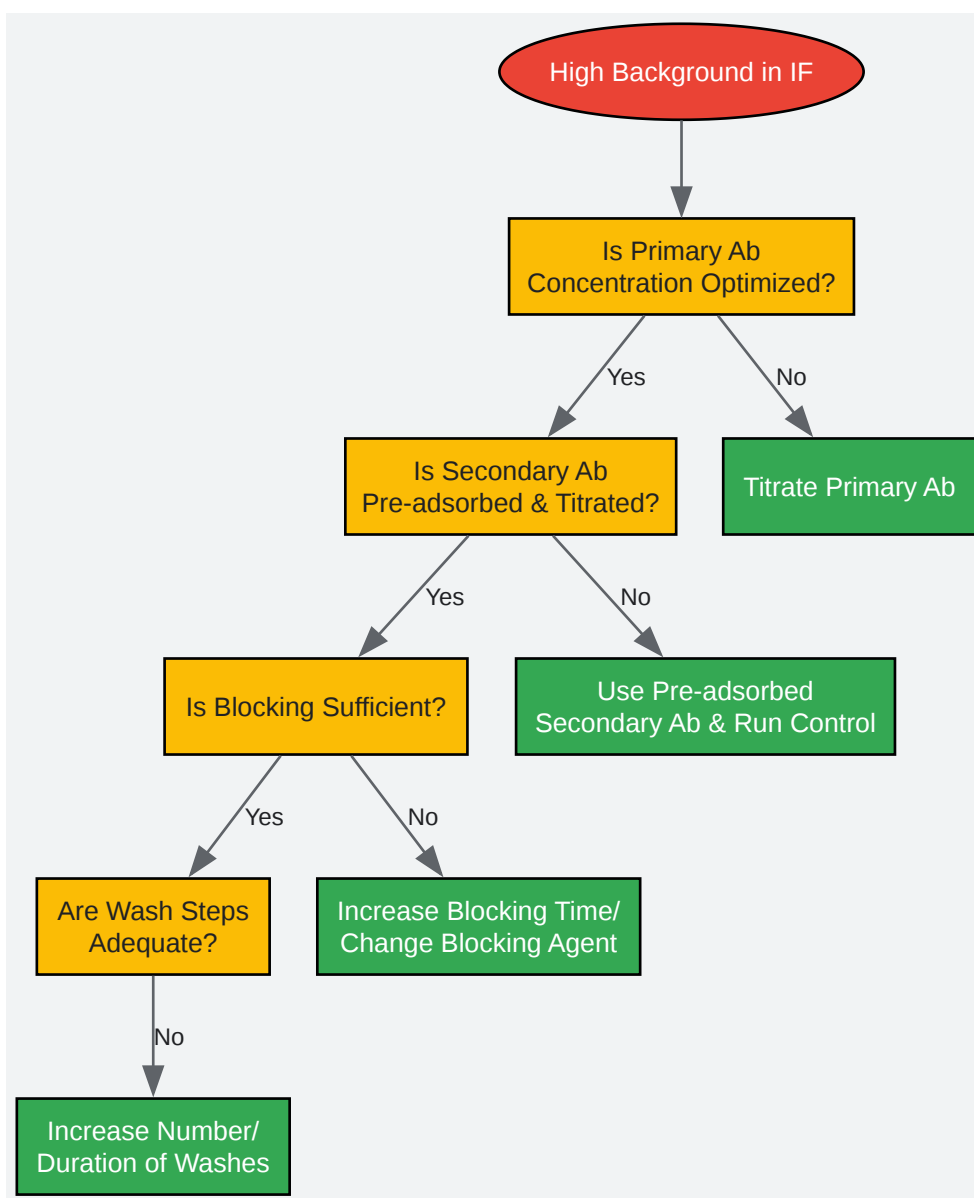 High Background in IF
Is Primary Ab
Concentration Optimized?
Yes
No
Is Secondary Ab
Pre-adsorbed & Titrated?
Titrate Primary Ab
Yes
No
Is Blocking Sufficient?
Use Pre-adsorbed
Secondary Ab & Run Control
Yes
No
Are Wash Steps
Adequate?
Increase Blocking Time/
Change Blocking Agent
No
Increase Number/
Duration of Washes